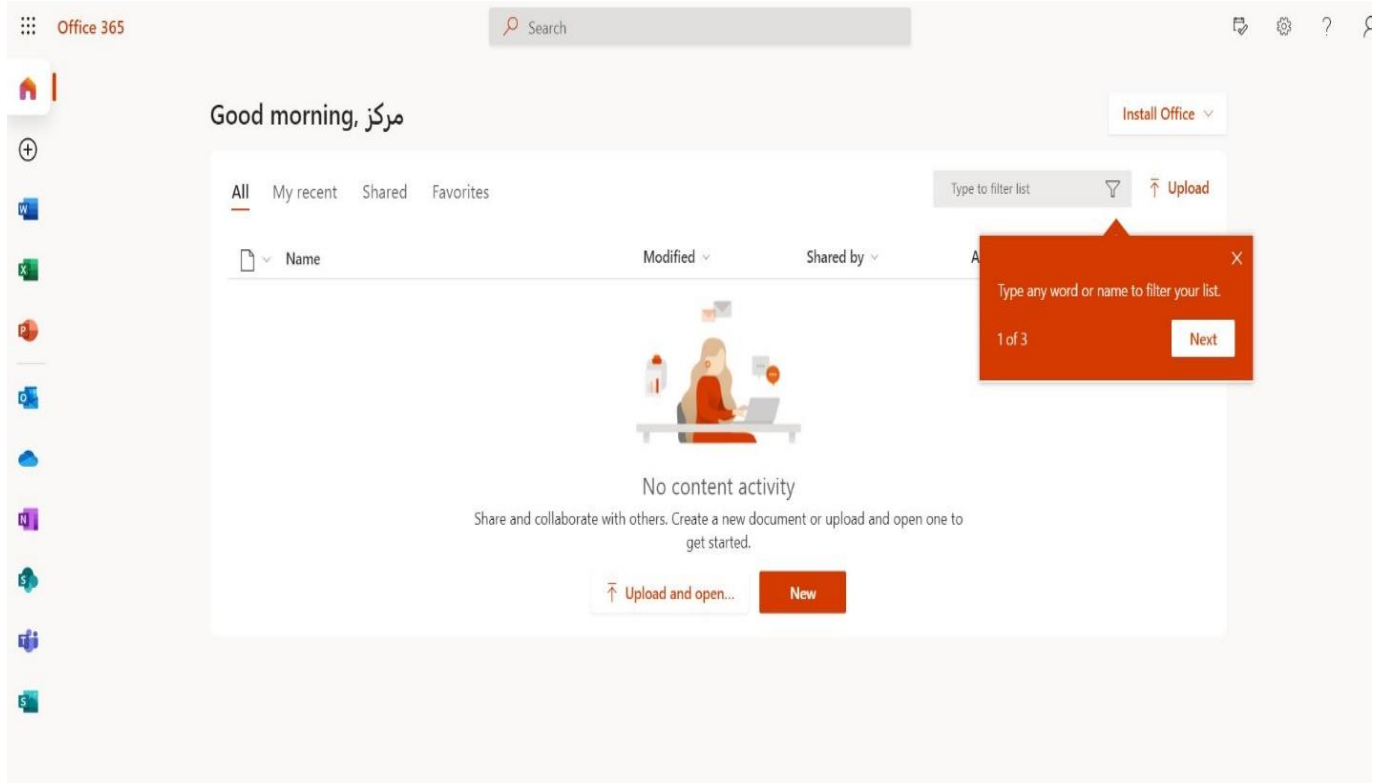 Office 365
Search
Good morning, مركز
Install Office
All My recent Shared Favorites
Type to filter list
Upload
Name Modified Shared by A
X
Type any word or name to filter your list.
1 of 3
Next
No content activity
Share and collaborate with others. Create a new document or upload and open one to
get started.
Upload and open... New